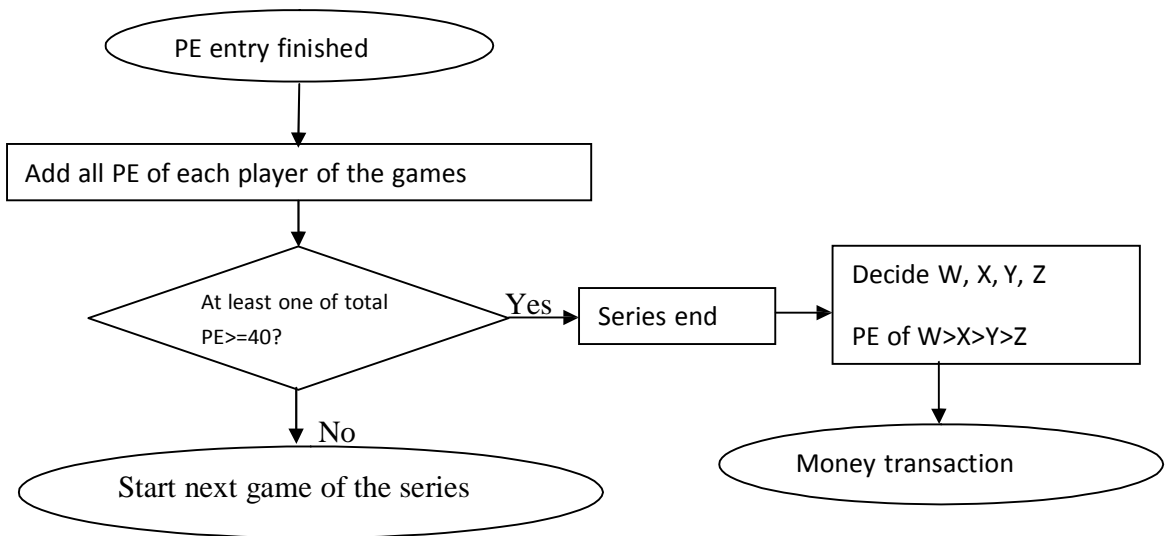 PE entry finished
Add all PE of each player of the games
At least one of total
PE>=40?
Yes
Series end
Decide W, X, Y, Z
PE of W>X>Y>Z
No
Start next game of the series
Money transaction